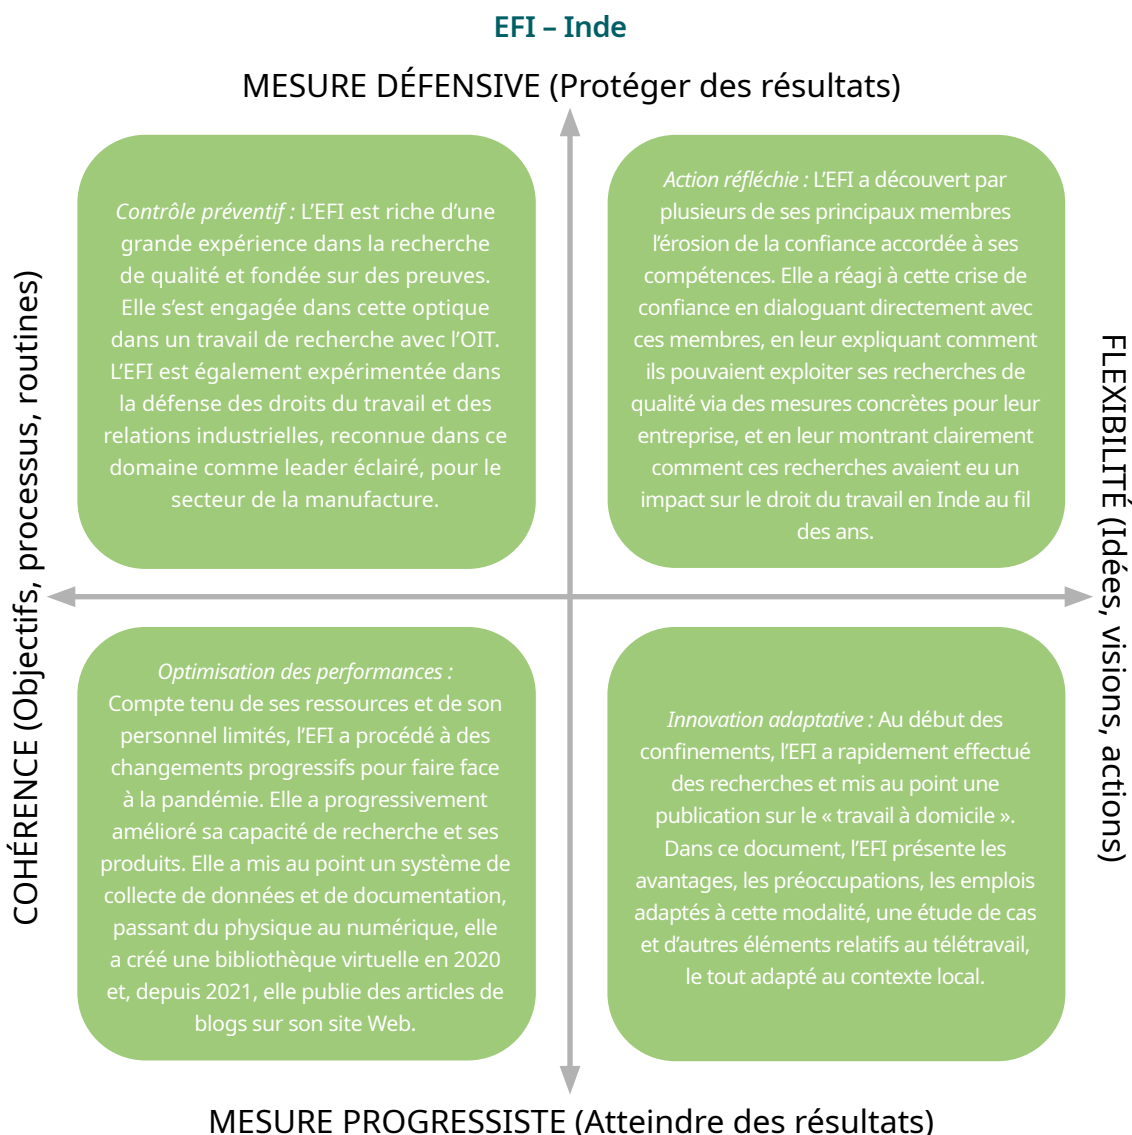 EFI – Inde
MESURE DÉFENSIVE (Protéger des résultats)
COHÉRENCE (Objectifs, processus, routines)
Contrôle préventif : L’EFI est riche d’une
grande expérience dans la recherche
de qualité et fondée sur des preuves.
Elle s’est engagée dans cette optique
dans un travail de recherche avec l’OIT.
L’EFI est également expérimentée dans
la défense des droits du travail et des
relations industrielles, reconnue dans ce
domaine comme leader éclairé, pour le
secteur de la manufacture.
Action réfléchie : L’EFI a découvert par
plusieurs de ses principaux membres
l’érosion de la confiance accordée à ses
compétences. Elle a réagi à cette crise de
confiance en dialoguant directement avec
ces membres, en leur expliquant comment
ils pouvaient exploiter ses recherches de
qualité via des mesures concrètes pour leur
entreprise, et en leur montrant clairement
comment ces recherches avaient eu un
impact sur le droit du travail en Inde au fil
des ans.
FLEXIBILITÉ (Idées, visions, actions)
Optimisation des performances :
Compte tenu de ses ressources et de son
personnel limités, l’EFI a procédé à des
changements progressifs pour faire face
à la pandémie. Elle a progressivement
amélioré sa capacité de recherche et ses
produits. Elle a mis au point un système de
collecte de données et de documentation,
passant du physique au numérique, elle
a créé une bibliothèque virtuelle en 2020
et, depuis 2021, elle publie des articles de
blogs sur son site Web.
Innovation adaptative : Au début des
confinements, l’EFI a rapidement effectué
des recherches et mis au point une
publication sur le « travail à domicile ».
Dans ce document, l’EFI présente les
avantages, les préoccupations, les emplois
adaptés à cette modalité, une étude de cas
et d’autres éléments relatifs au télétravail,
le tout adapté au contexte local.
MESURE PROGRESSISTE (Atteindre des résultats)